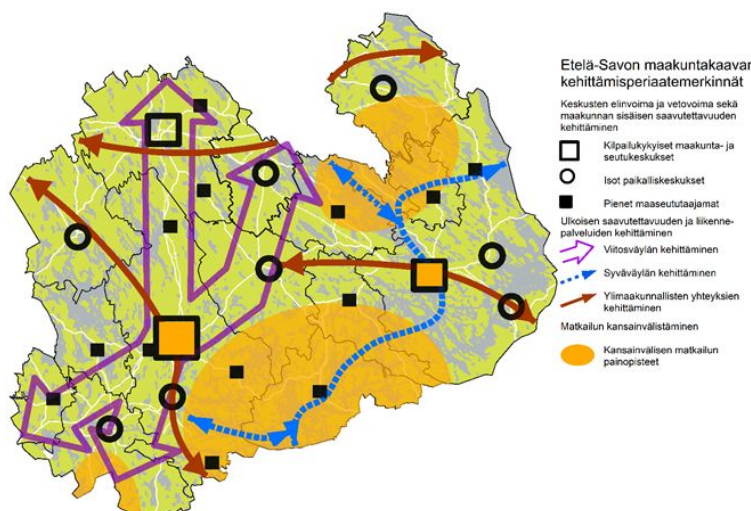 Etelä-Savon maakuntakaavan
kehittämisperiaatemerkinnät
Keskusten elinvoima ja vetovoima sekä
maakunnan sisäisen saavutettavuuden
kehittäminen
Kilpailukykyiset maakunta- ja
seutukeskukset
Isot paikalliskeskukset
Pienet maaseututaajamat
Ulkoisen saavutettavuuden ja liikenne-
palveluiden kehittäminen
Viitosväylän kehittäminen
Syväväylän kehittäminen
Ylimaakunnallisten yhteyksien
kehittäminen
Matkailun kansainvälistäminen
Kansainvälisen matkailun
painopisteet